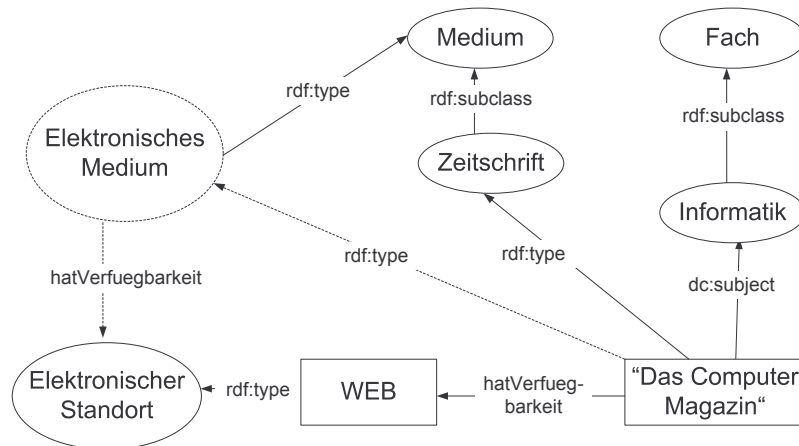 Medium
Fach
rdf:type
rdf:subclass
rdf:subclass
Elektronisches
Medium
Zeitschrift
Informatik
rdf:type
rdf:type
hatVerfuegbarkeit
dc:subject
Elektronischer
Standort
rdf:type
WEB
hatVerfueg-
barkeit
“Das Computer
Magazin“